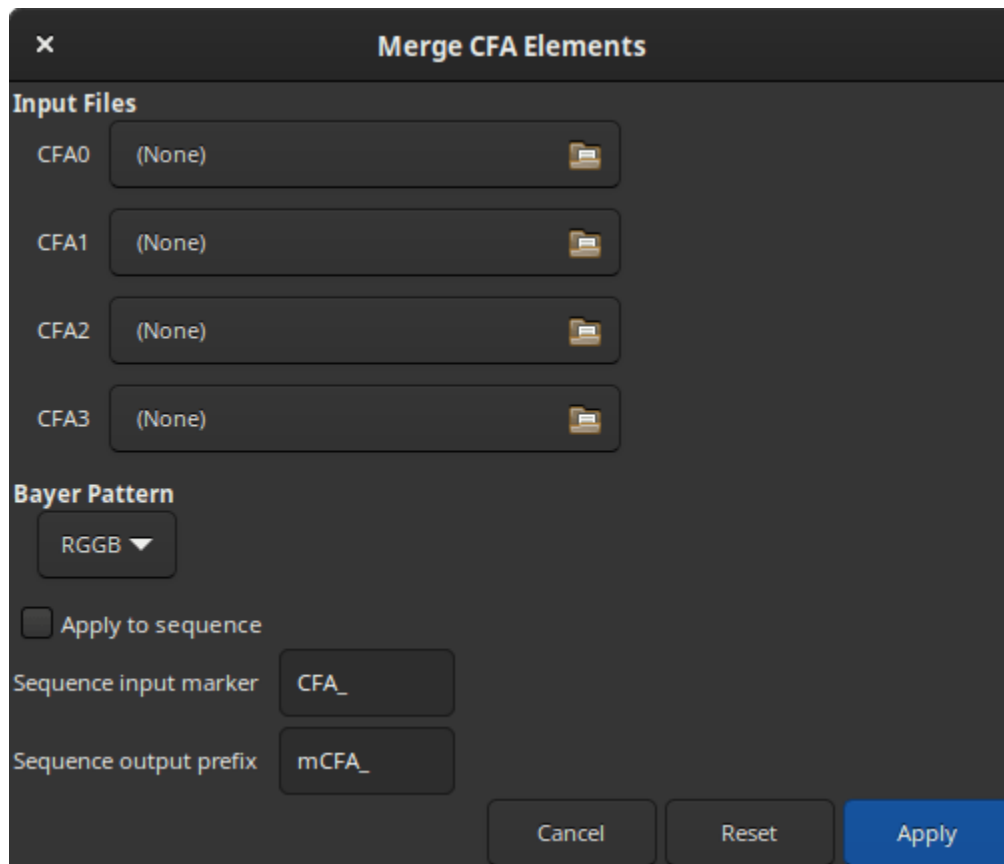 Merge CFA Elements
Input Files
CFA0 (None)
CFA1 (None)
CFA2 (None)
CFA3 (None)
Bayer Pattern
RGGB
Apply to sequence
Sequence input marker CFA_
Sequence output prefix mCFA_
Cancel Reset Apply